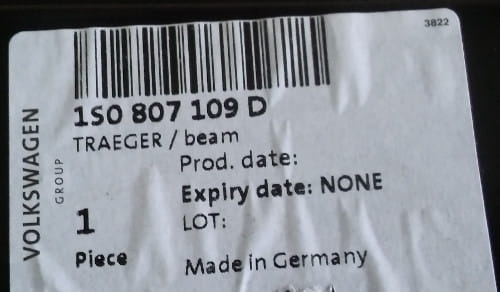 3822
1S0 807 109 D
TRAEGER / beam
Prod. date:
Expiry date: NONE
LOT:
1
Piece
Made in Germany
VOLKSWAGEN
GROUP